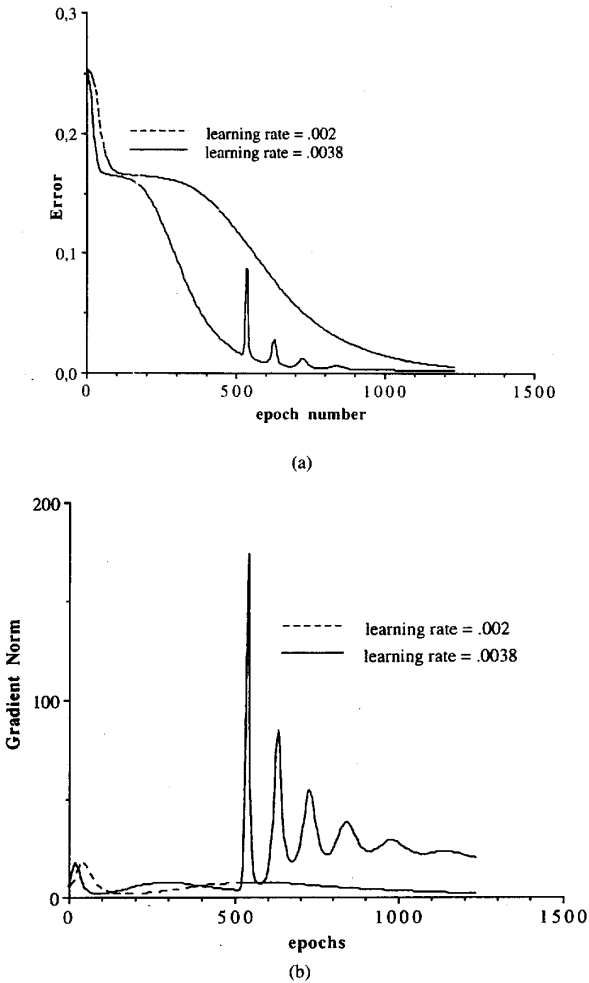 0,3
0,2
0,1
0,0
Error
learning rate = .002
learning rate = .0038
0 500 1000 1500
epoch number
(a)
200
100
0
Gradient Norm
learning rate = .002
learning rate = .0038
0 500 1000 1500
epochs
(b)